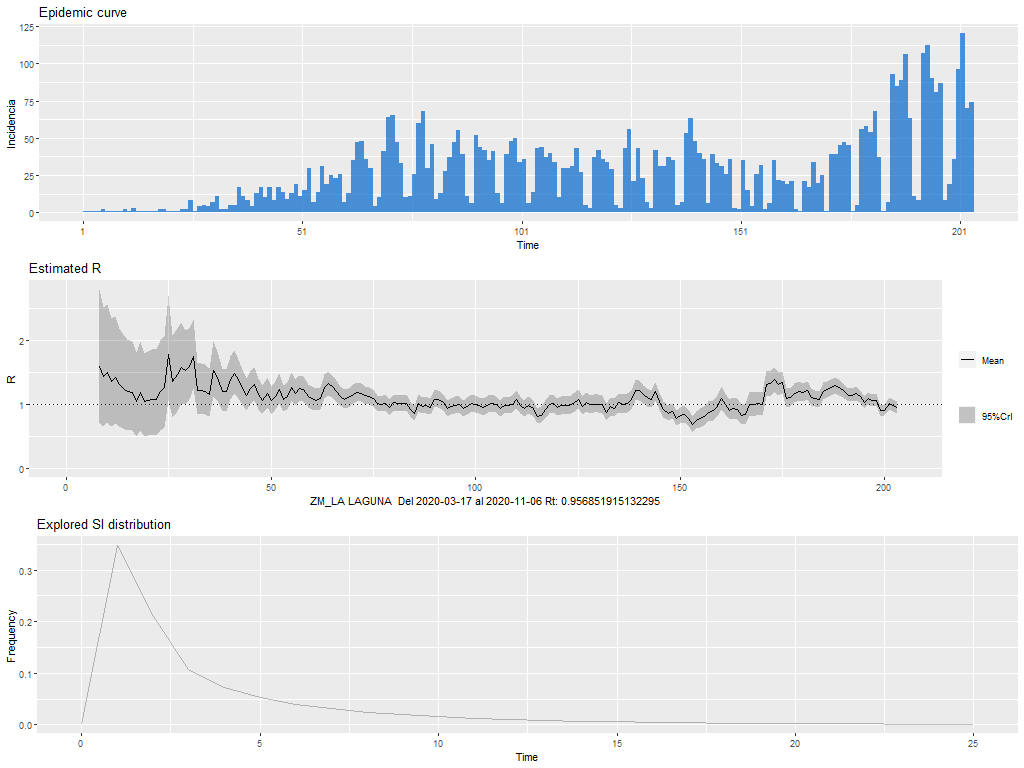 Epidemic curve
125
100
75
50
25
0
Incidencia
1 51 101 151 201
Time
Estimated R
2
1
0
R
Mean
95%CrI
0 50 100 150 200
ZM_LA LAGUNA Del 2020-03-17 al 2020-11-06 Rt: 0.956851915132295
Explored SI distribution
0.3
0.2
0.1
0.0
Frequency
0 5 10 15 20 25
Time